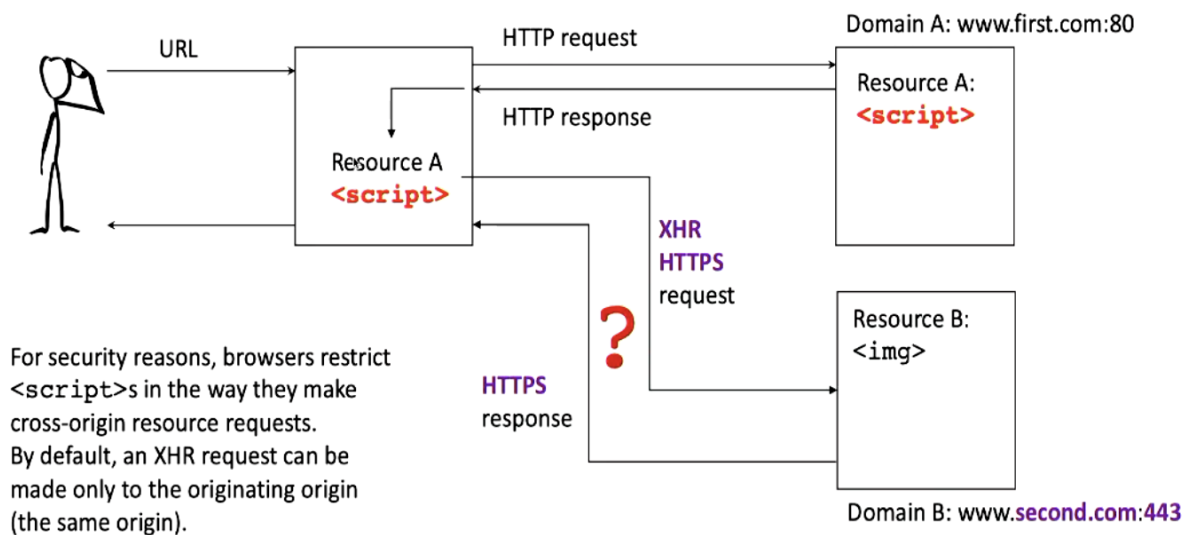 Domain A: www.first.com:80
URL
HTTP request
HTTP response
Resource A:
<script>
Resource A
<script>
XHR
HTTPS
request
?
HTTPS
response
Resource B:
<img>
Domain B: www.second.com:443
For security reasons, browsers restrict
<script>s in the way they make
cross-origin resource requests.
By default, an XHR request can be
made only to the originating origin
(the same origin).